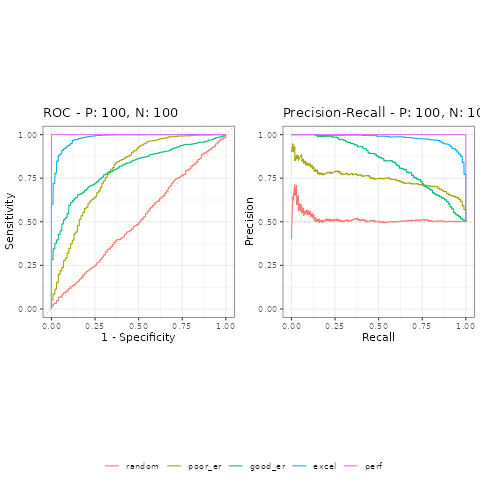 ROC - P: 100, N: 100
Precision-Recall - P: 100, N: 10
1.00
0.75
0.50
0.25
0.00
Sensitivity
0.00 0.25 0.50 0.75 1.00
1 - Specificity
1.00
0.75
0.50
0.25
0.00
Precision
0.00 0.25 0.50 0.75 1.00
Recall
random poor_er good_er excel perf